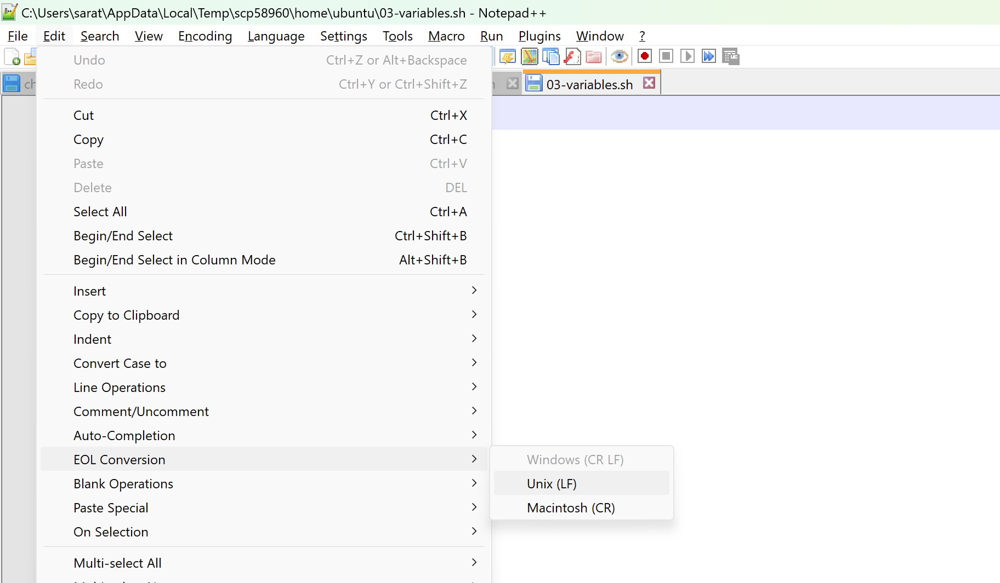 C:\Users\sarat\AppData\Local\Temp\scp58960\home\ubuntu\03-variables.sh - Notepad++
File Edit Search View Encoding Language Settings Tools Macro Run Plugins Window ?
03-variables.sh
Undo Ctrl+Z or Alt+Backspace
Redo Ctrl+Y or Ctrl+Shift+Z
Cut Ctrl+X
Copy Ctrl+C
Paste Ctrl+V
Delete DEL
Select All Ctrl+A
Begin/End Select Ctrl+Shift+B
Begin/End Select in Column Mode Alt+Shift+B
Insert
Copy to Clipboard
Indent
Convert Case to
Line Operations
Comment/Uncomment
Auto-Completion
EOL Conversion
Blank Operations
Paste Special
On Selection
Multi-select All
Windows (CR LF)
Unix (LF)
Macintosh (CR)